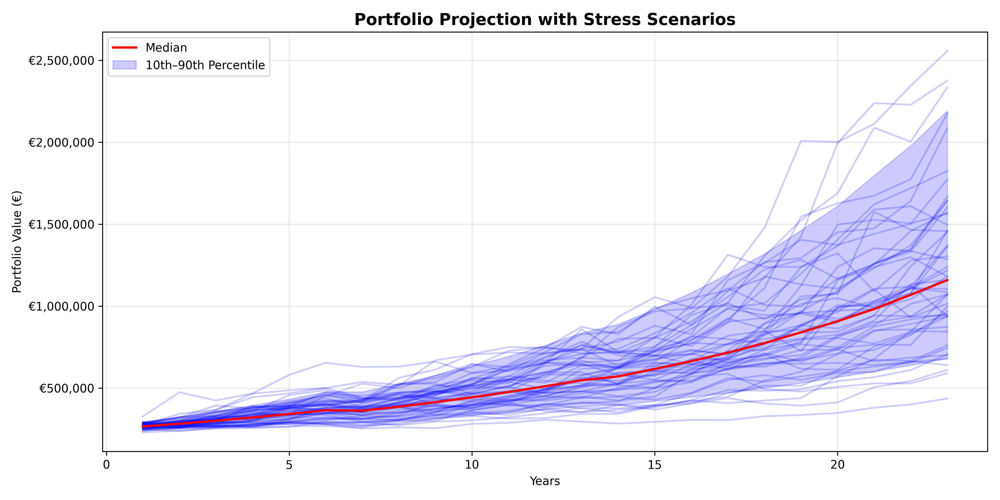 Portfolio Projection with Stress Scenarios
Median
10th–90th Percentile
€2,500,000
€2,000,000
€1,500,000
€1,000,000
€500,000
Portfolio Value (€)
0
5
10
15
20
Years